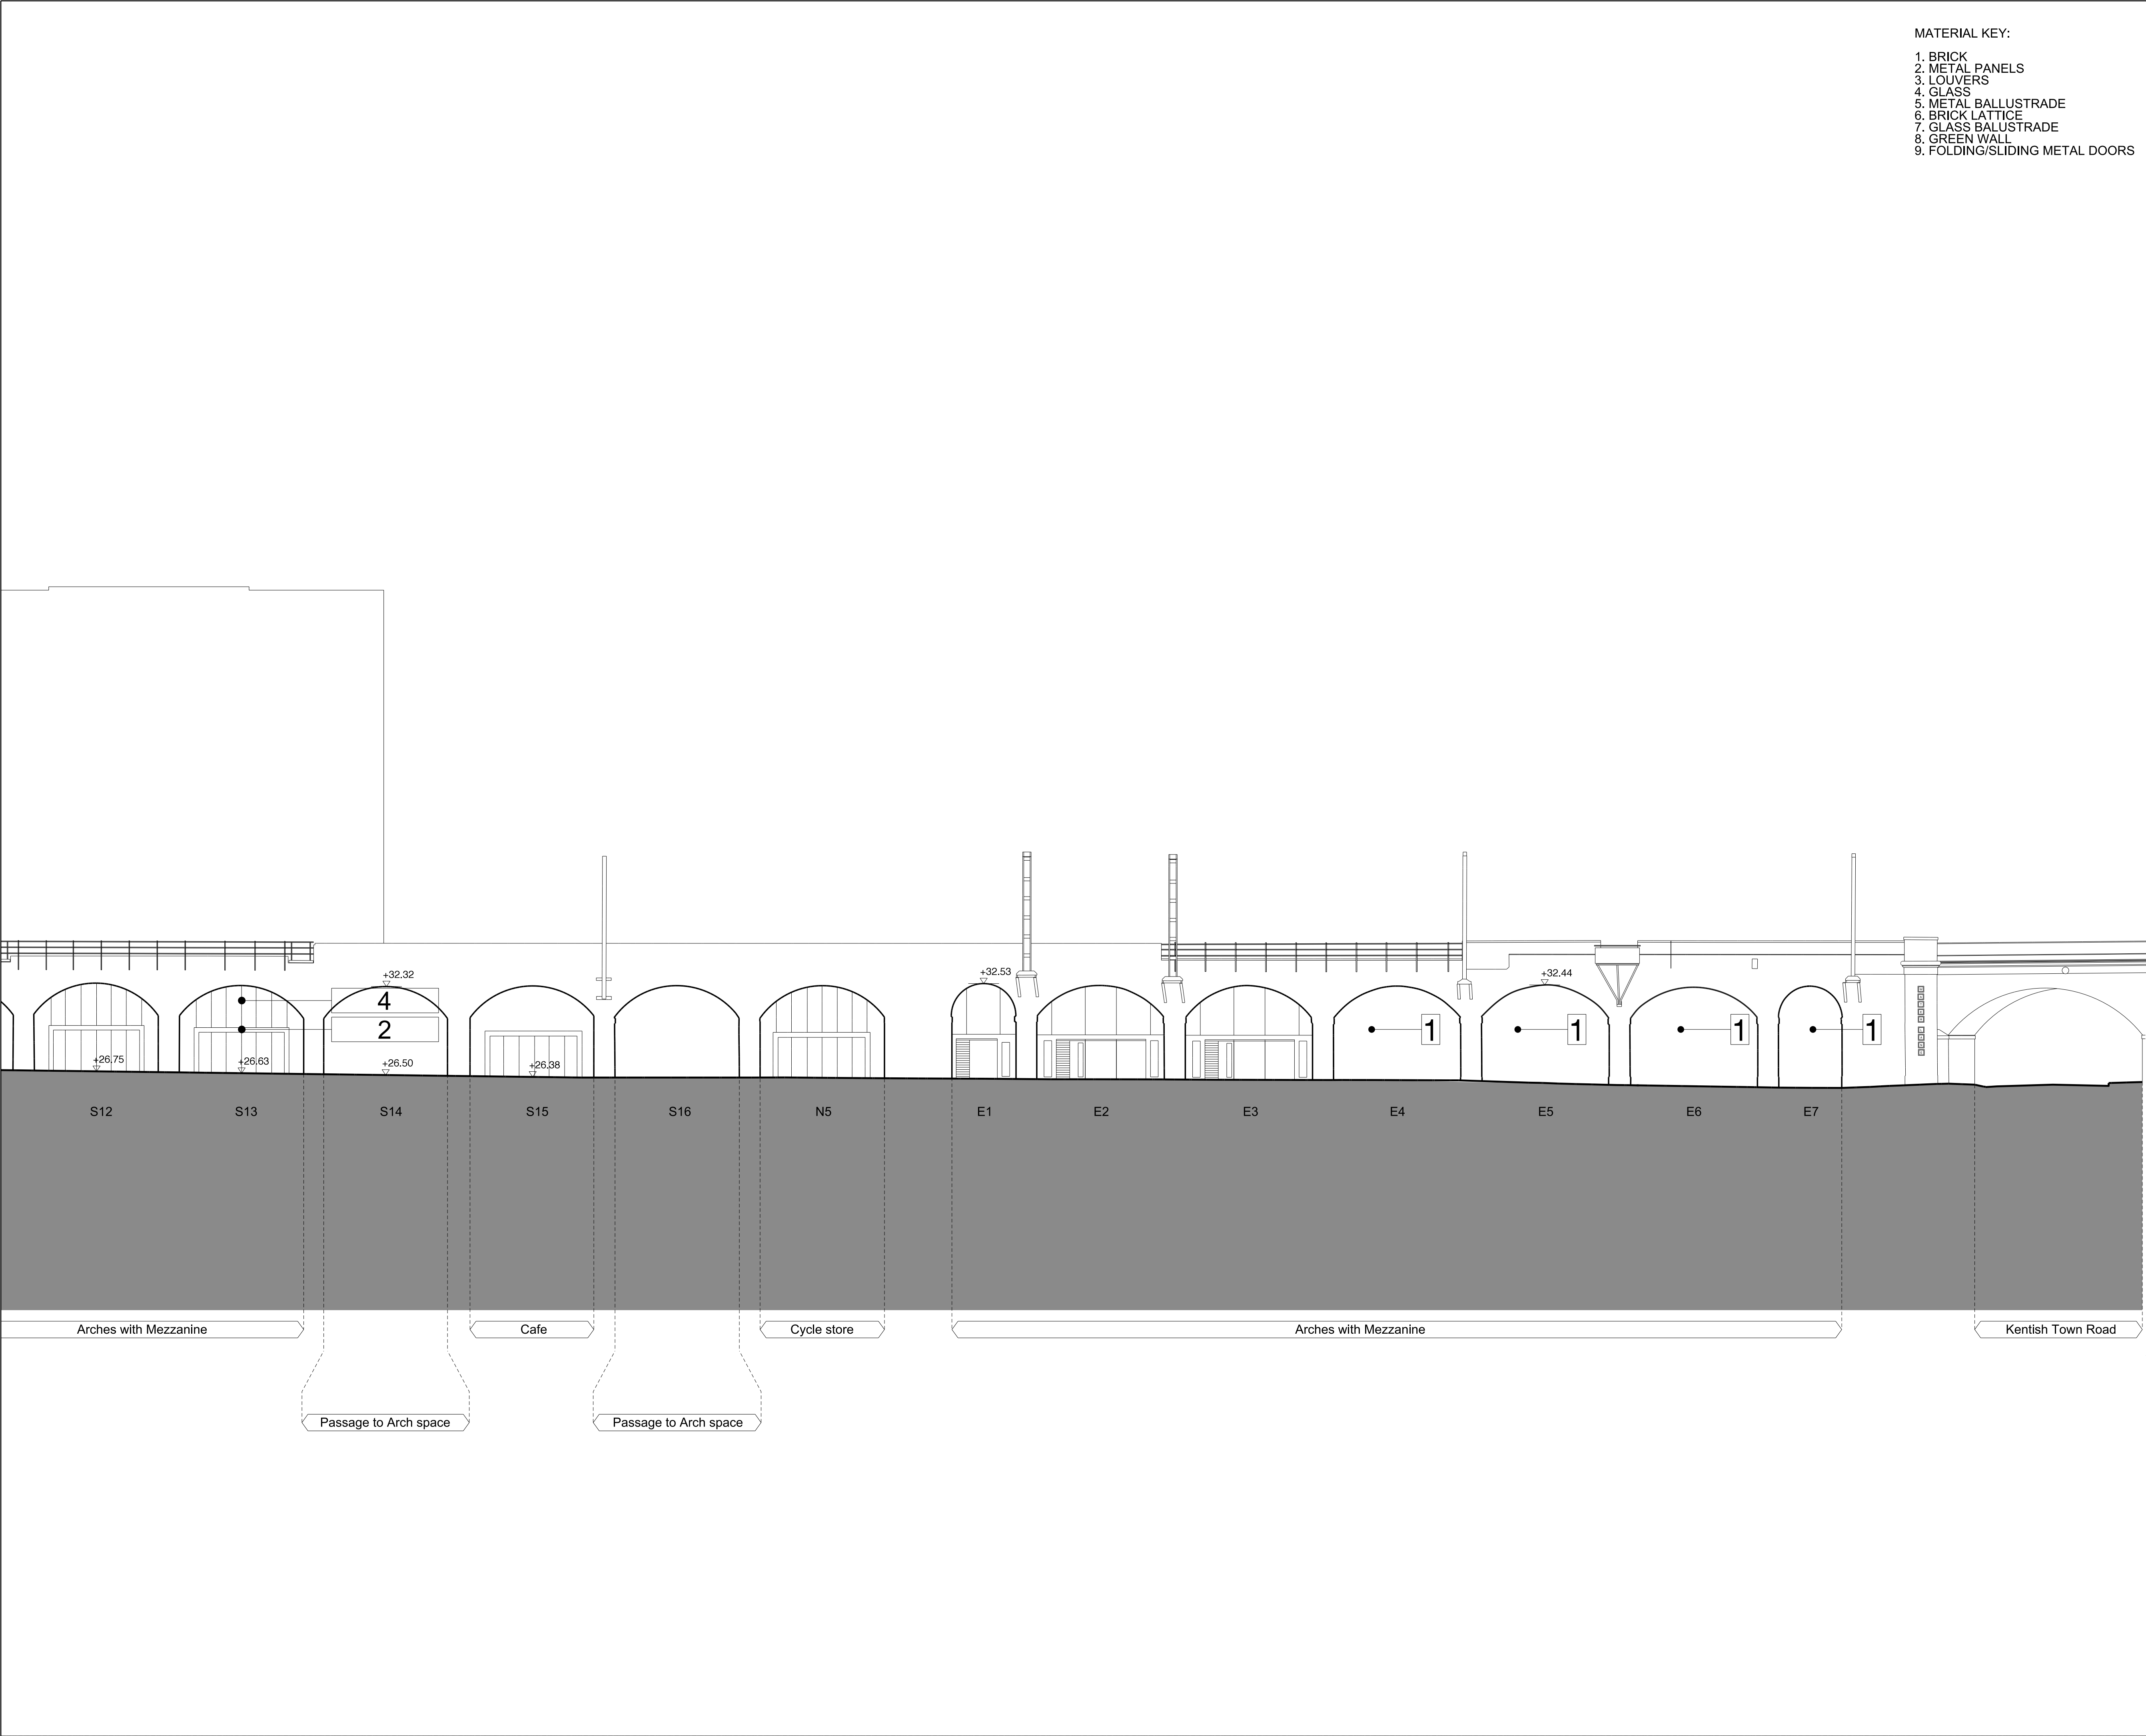 MATERIAL KEY:
1. BRICK
2. METAL PANELS
3. LOUVERS
4. GLASS
5. METAL BALLUSTRADE
6. BRICK LATTICE
7. GLASS BALUSTRADE
8. GREEN WALL
9. FOLDING/SLIDING METAL DOORS
+32.32
+32.53
+32.44
4
2
1
1
1
1
+26.75
+26.63
+26.50
+26.38
S12
S13
S14
S15
S16
N5
E1
E2
E3
E4
E5
E6
E7
Arches with Mezzanine
Cafe
Cycle store
Arches with Mezzanine
Kentish Town Road
Passage to Arch space
Passage to Arch space